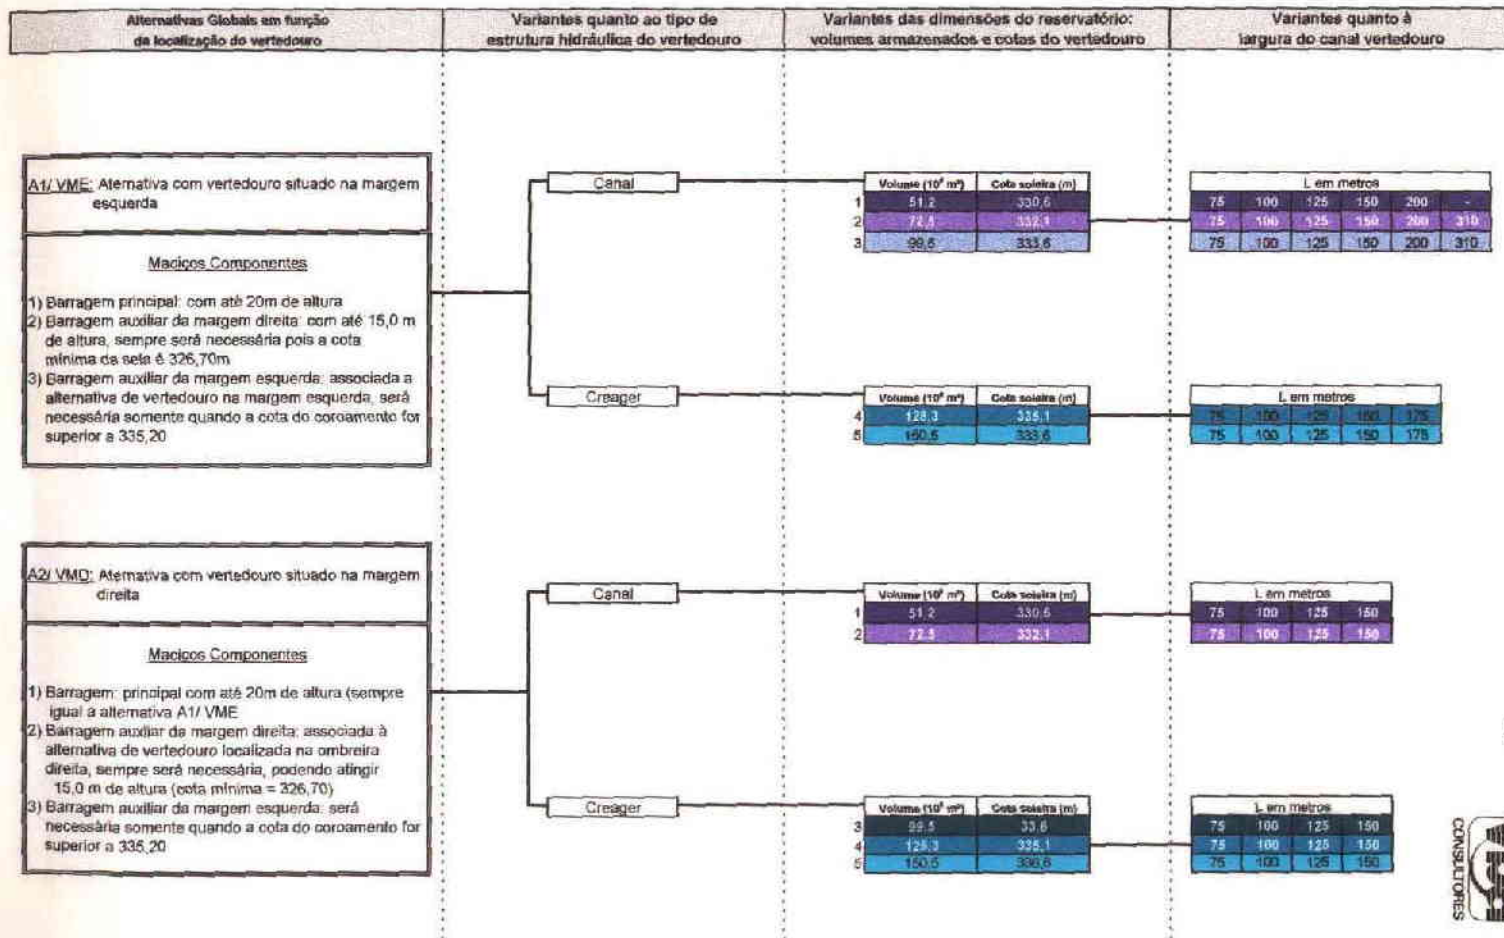 Alternativas Globais em função
da localização do vertedouro
Variantes quanto ao tipo de
estrutura hidráulica do vertedouro
Variantes das dimensões do reservatório:
volumes armazenados e cotas do vertedouro
Variantes quanto à
largura do canal vertedouro
A1/ VME: Aternativa com vertedouro situado na margem
esquerda
Maciços Componentes
1) Barragem principal: com até 20m de altura
2) Barragem auxiliar da margem direita: com até 15,0 m
de altura, sempre será necessária pois a cota
mínima da sela é 326,70m
3) Barragem auxiliar da margem esquerda: associada a
alternativa de vertedouro na margem esquerda, será
necessária somente quando a cota do coroamento for
superior a 335,20
Canal
Volume (10⁶ m³) Cota soleira (m)
1 51,2 330,6
2 72,5 332,1
3 99,5 333,6
L em metros
75 100 125 150 200 -
75 100 125 150 200 310
75 100 125 150 200 310
Creager
Volume (10⁶ m³) Cota soleira (m)
4 128,3 335,1
5 150,5 333,6
L em metros
75 100 125 150 175
75 100 125 150 175
A2/ VMD: Aternativa com vertedouro situado na margem
direita
Maciços Componentes
1) Barragem: principal com até 20m de altura (sempre
igual a alternativa A1/ VME
2) Barragem auxiliar da margem direita: associada à
alternativa de vertedouro localizada na ombreira
direita, sempre será necessária, podendo atingir
15,0 m de altura (cota mínima = 326,70)
3) Barragem auxiliar da margem esquerda: será
necessária somente quando a cota do coroamento for
superior a 335,20
Canal
Volume (10⁶ m³) Cota soleira (m)
1 51,2 330,6
2 72,5 332,1
L em metros
75 100 125 150
75 100 125 150
Creager
Volume (10⁶ m³) Cota soleira (m)
3 99,5 33,6
4 128,3 335,1
5 150,5 336,6
L em metros
75 100 125 150
75 100 125 150
75 100 125 150
CONSULTORES